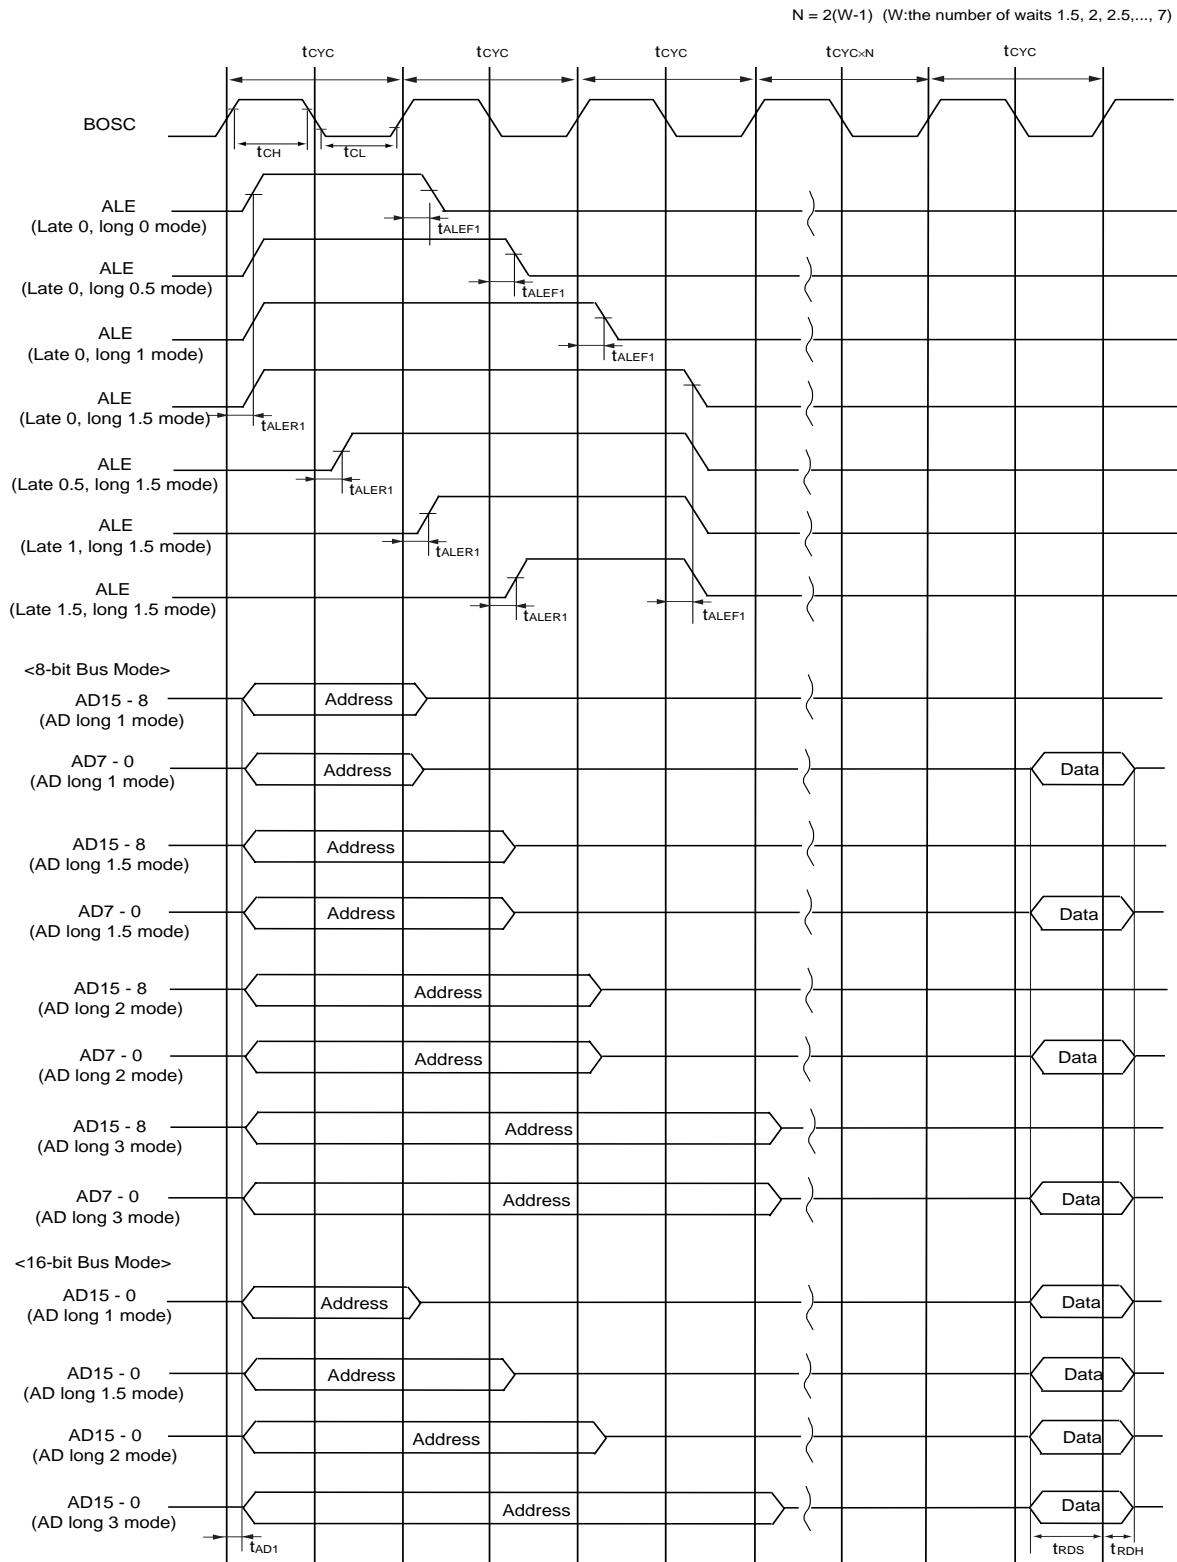 N = 2(W-1) (W:the number of waits 1.5, 2, 2.5,..., 7)
tCYC tCYC tCYC tCYC×N tCYC
BOSC
tCH tCL
ALE
(Late 0, long 0 mode)
tALEF1
ALE
(Late 0, long 0.5 mode)
tALEF1
ALE
(Late 0, long 1 mode)
tALEF1
ALE
(Late 0, long 1.5 mode)
tALER1
ALE
(Late 0.5, long 1.5 mode)
tALER1
ALE
(Late 1, long 1.5 mode)
tALER1
ALE
(Late 1.5, long 1.5 mode)
tALER1 tALEF1
<8-bit Bus Mode>
AD15 - 8 Address
(AD long 1 mode)
AD7 - 0 Address Data
(AD long 1 mode)
AD15 - 8 Address
(AD long 1.5 mode)
AD7 - 0 Address Data
(AD long 1.5 mode)
AD15 - 8 Address
(AD long 2 mode)
AD7 - 0 Address Data
(AD long 2 mode)
AD15 - 8 Address
(AD long 3 mode)
AD7 - 0 Address Data
(AD long 3 mode)
<16-bit Bus Mode>
AD15 - 0 Address Data
(AD long 1 mode)
AD15 - 0 Address Data
(AD long 1.5 mode)
AD15 - 0 Address Data
(AD long 2 mode)
AD15 - 0 Address Data
(AD long 3 mode)
tAD1 tRDS tRDH